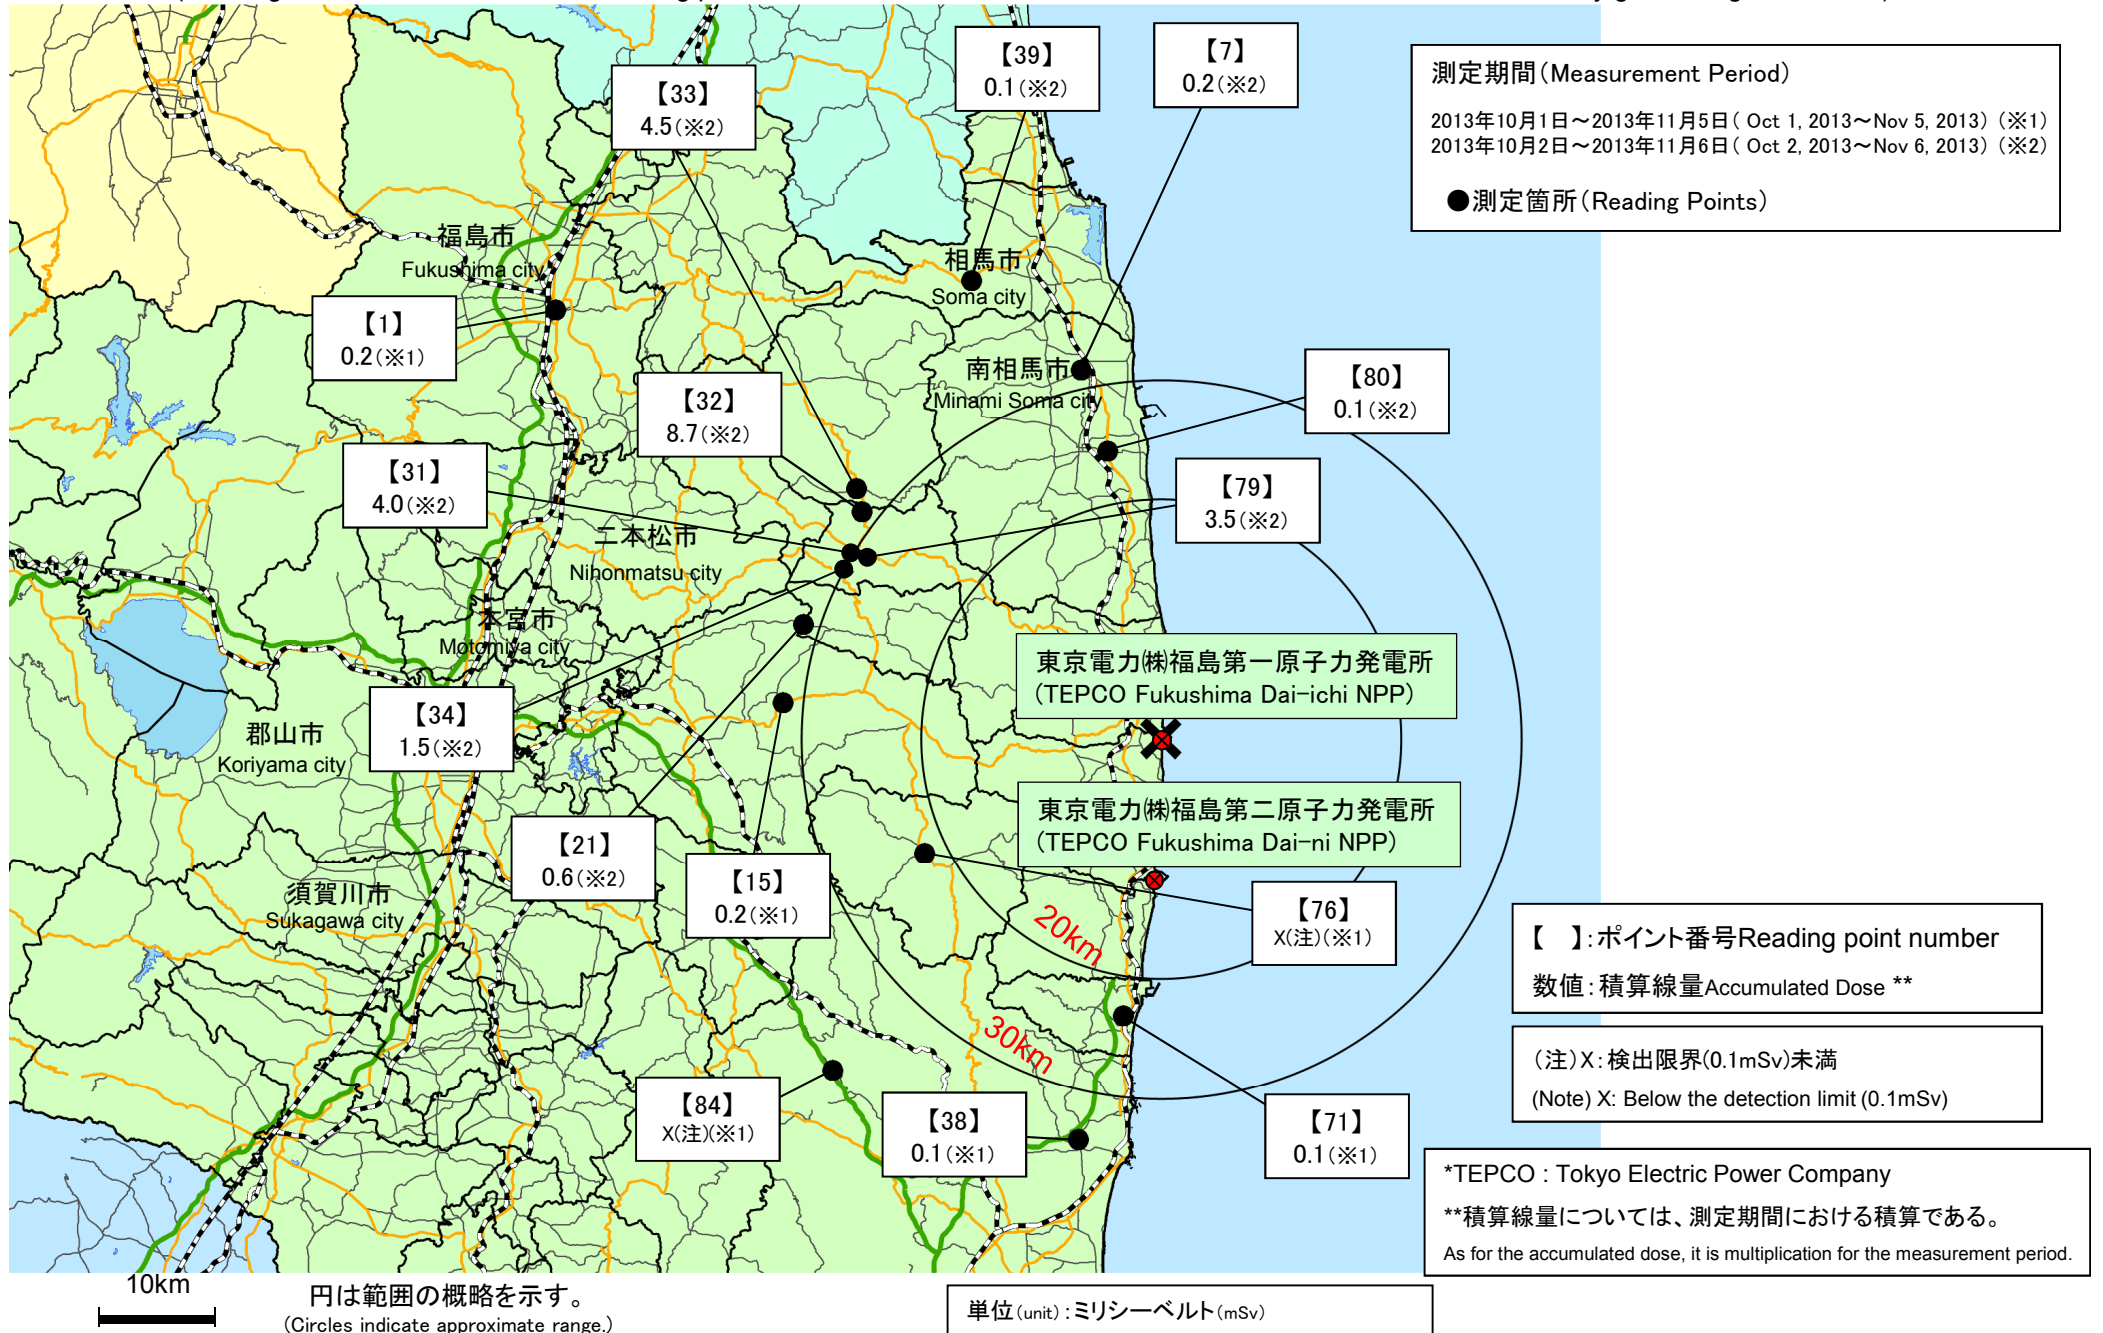 【39】
0.1(※2)
【7】
0.2(※2)
【33】
4.5(※2)
測定期間(Measurement Period)
2013年10月1日～2013年11月5日( Oct 1, 2013～Nov 5, 2013) (※1)
2013年10月2日～2013年11月6日( Oct 2, 2013～Nov 6, 2013) (※2)
●測定箇所(Reading Points)
福島市
Fukushima city
相馬市
Soma city
【1】
0.2(※1)
南相馬市
Minami Soma city
【80】
0.1(※2)
【32】
8.7(※2)
【31】
4.0(※2)
【79】
3.5(※2)
二本松市
Nihonmatsu city
本宮市
Motomiya city
東京電力㈱福島第一原子力発電所
(TEPCO Fukushima Dai-ichi NPP)
【34】
1.5(※2)
郡山市
Koriyama city
東京電力㈱福島第二原子力発電所
(TEPCO Fukushima Dai-ni NPP)
【21】
0.6(※2)
【15】
0.2(※1)
須賀川市
Sukagawa city
【76】
X(注)(※1)
20km
30km
【　】:ポイント番号Reading point number
数値:積算線量Accumulated Dose **
(注)X:検出限界(0.1mSv)未満
(Note) X: Below the detection limit (0.1mSv)
【84】
X(注)(※1)
【38】
0.1(※1)
【71】
0.1(※1)
*TEPCO : Tokyo Electric Power Company
**積算線量については、測定期間における積算である。
As for the accumulated dose, it is multiplication for the measurement period.
10km
円は範囲の概略を示す。
(Circles indicate approximate range.)
単位(unit):ミリシーベルト(mSv)